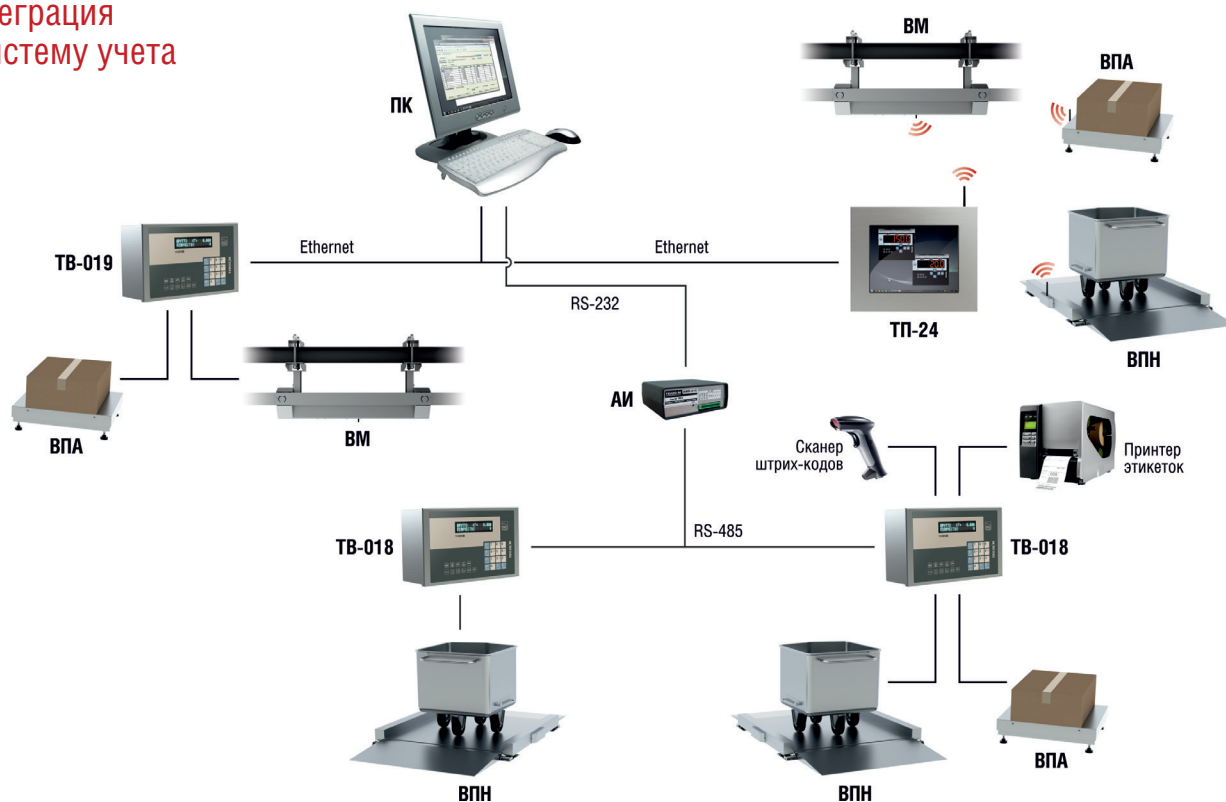 еграция
истему учета
ПК
ВМ
ВПА
Ethernet
Ethernet
ТВ-019
RS-232
ТП-24
ВПН
АИ
ВПА
ВМ
Сканер
штрих-кодов
Принтер
этикеток
ТВ-018
RS-485
ТВ-018
ВПН
ВПН
ВПА